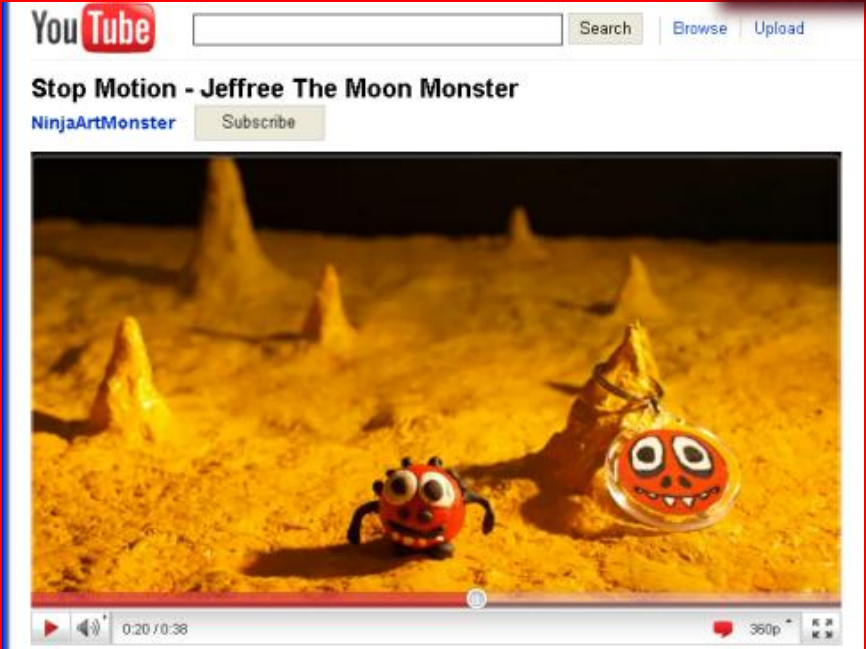 YouTube Search Browse Upload
Stop Motion - Jeffree The Moon Monster
NinjaArtMonster Subscribe
0:20 / 0:38 360p